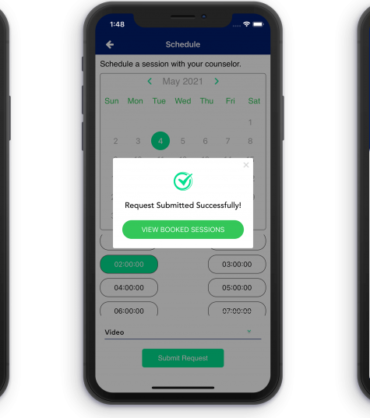 1:48
Schedule
Schedule a session with your counselor.
May 2021
Sun Mon Tue Wed Thu Fri Sat
1
2 3 4 5 6 7 8
Request Submitted Successfully!
VIEW BOOKED SESSIONS
02:00:00 03:00:00
04:00:00 05:00:00
06:00:00 07:00:00
Video
Submit Request